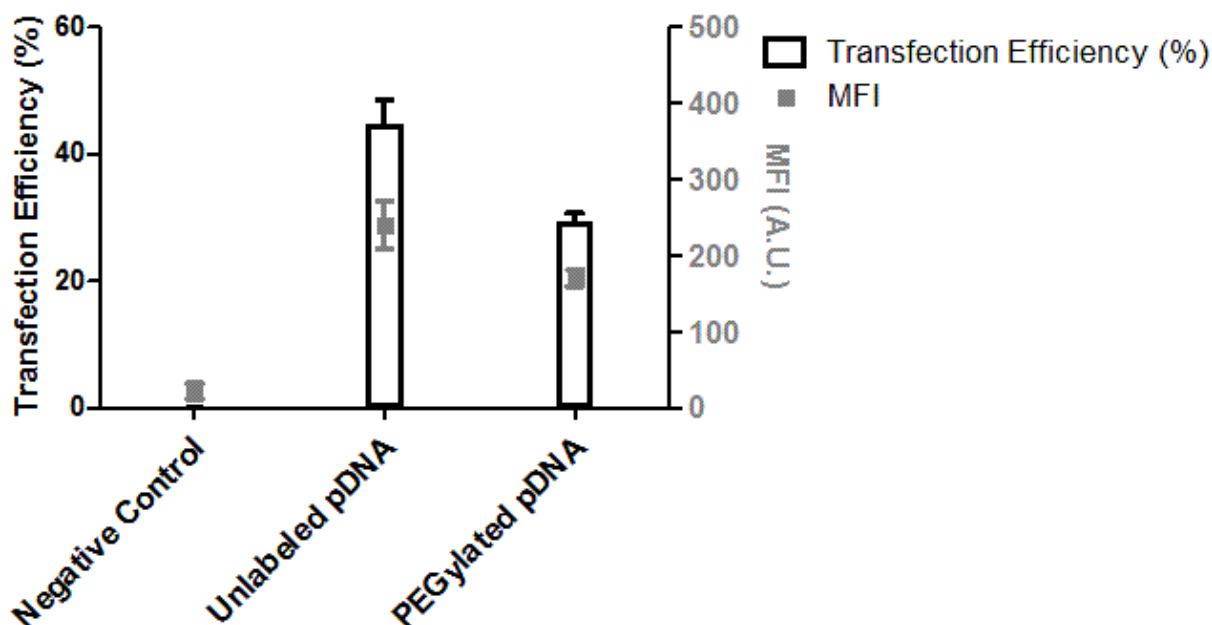 Transfection Efficiency (%)
60
40
20
0
500
400
300
200
100
0
MFI (A.U.)
Transfection Efficiency (%)
MFI
Negative Control
Unlabeled pDNA
PEGylated pDNA